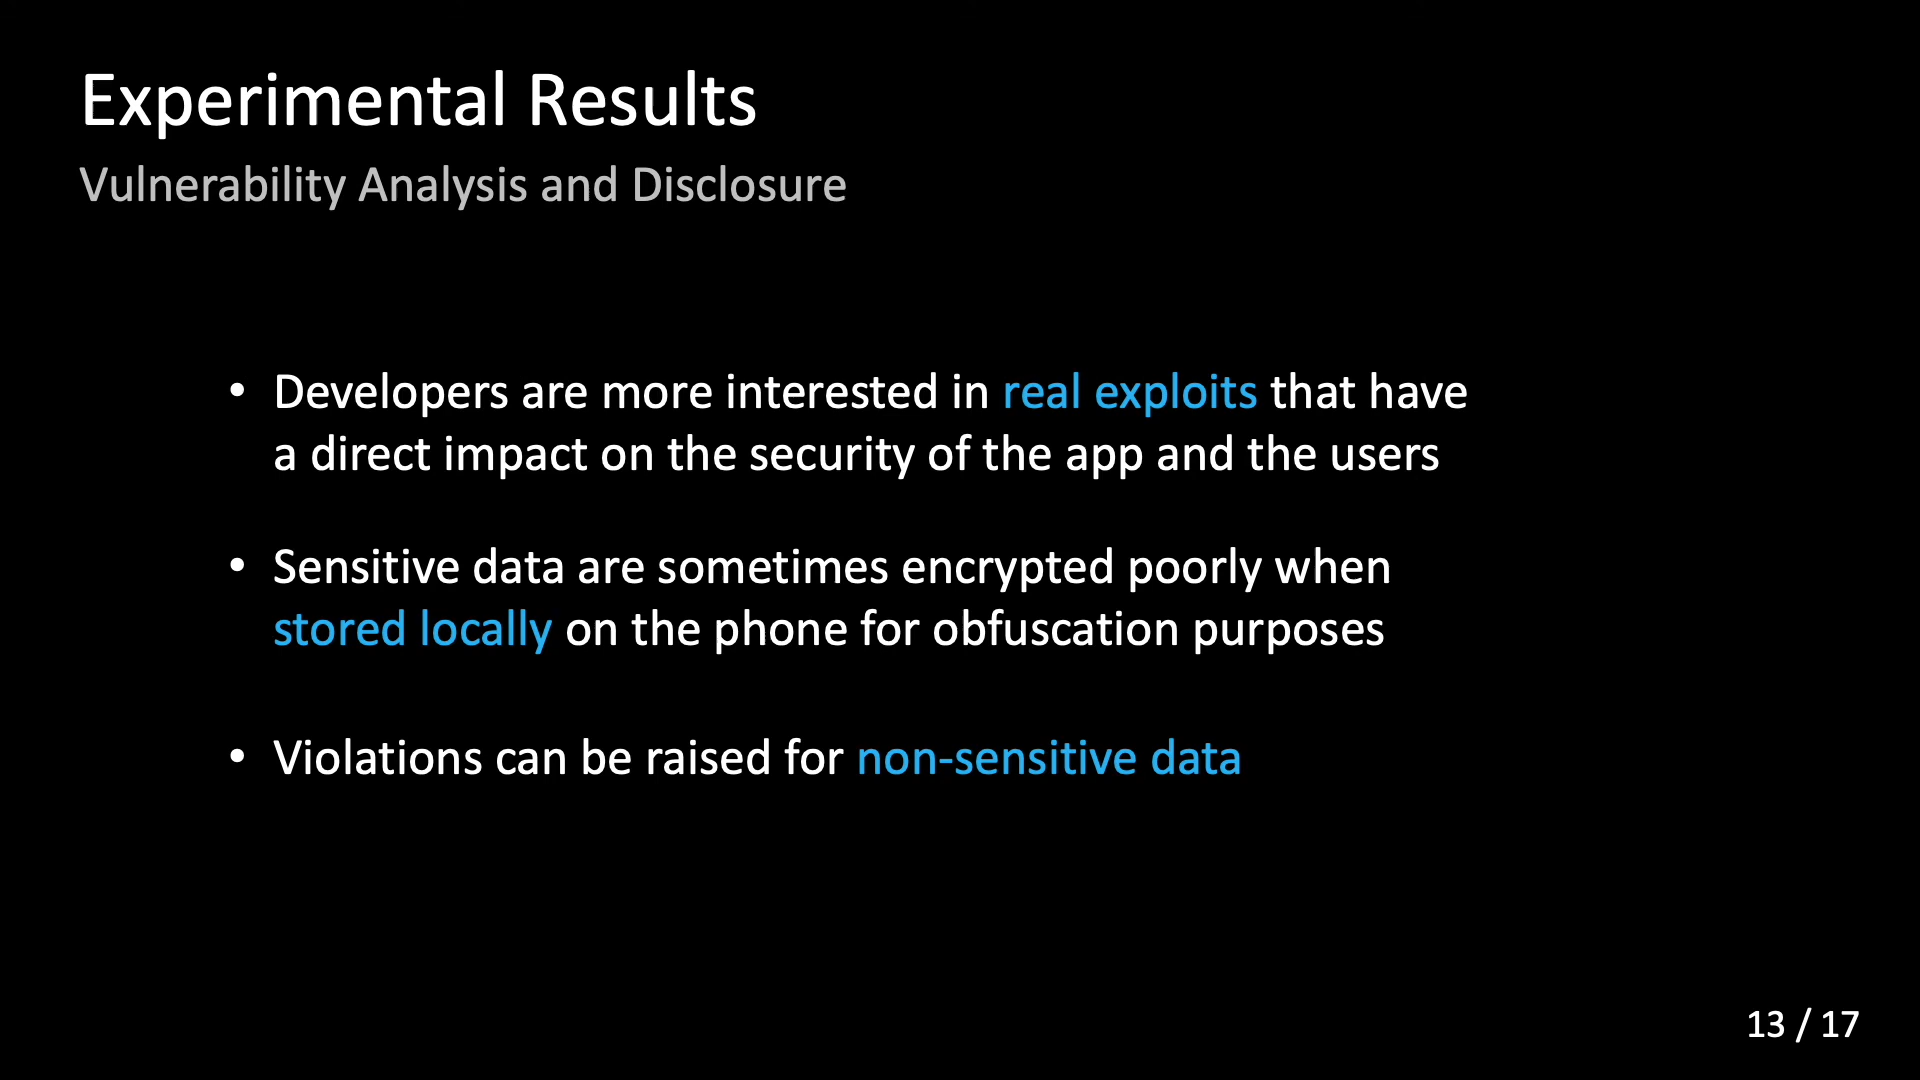 Experimental Results
Vulnerability Analysis and Disclosure
• Developers are more interested in real exploits that have
a direct impact on the security of the app and the users
• Sensitive data are sometimes encrypted poorly when
stored locally on the phone for obfuscation purposes
• Violations can be raised for non-sensitive data
13 / 17